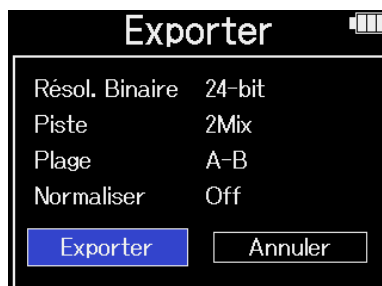 Exporter
Résol. Binaire 24-bit
Piste 2Mix
Plage A-B
Normaliser Off
Exporter Annuler